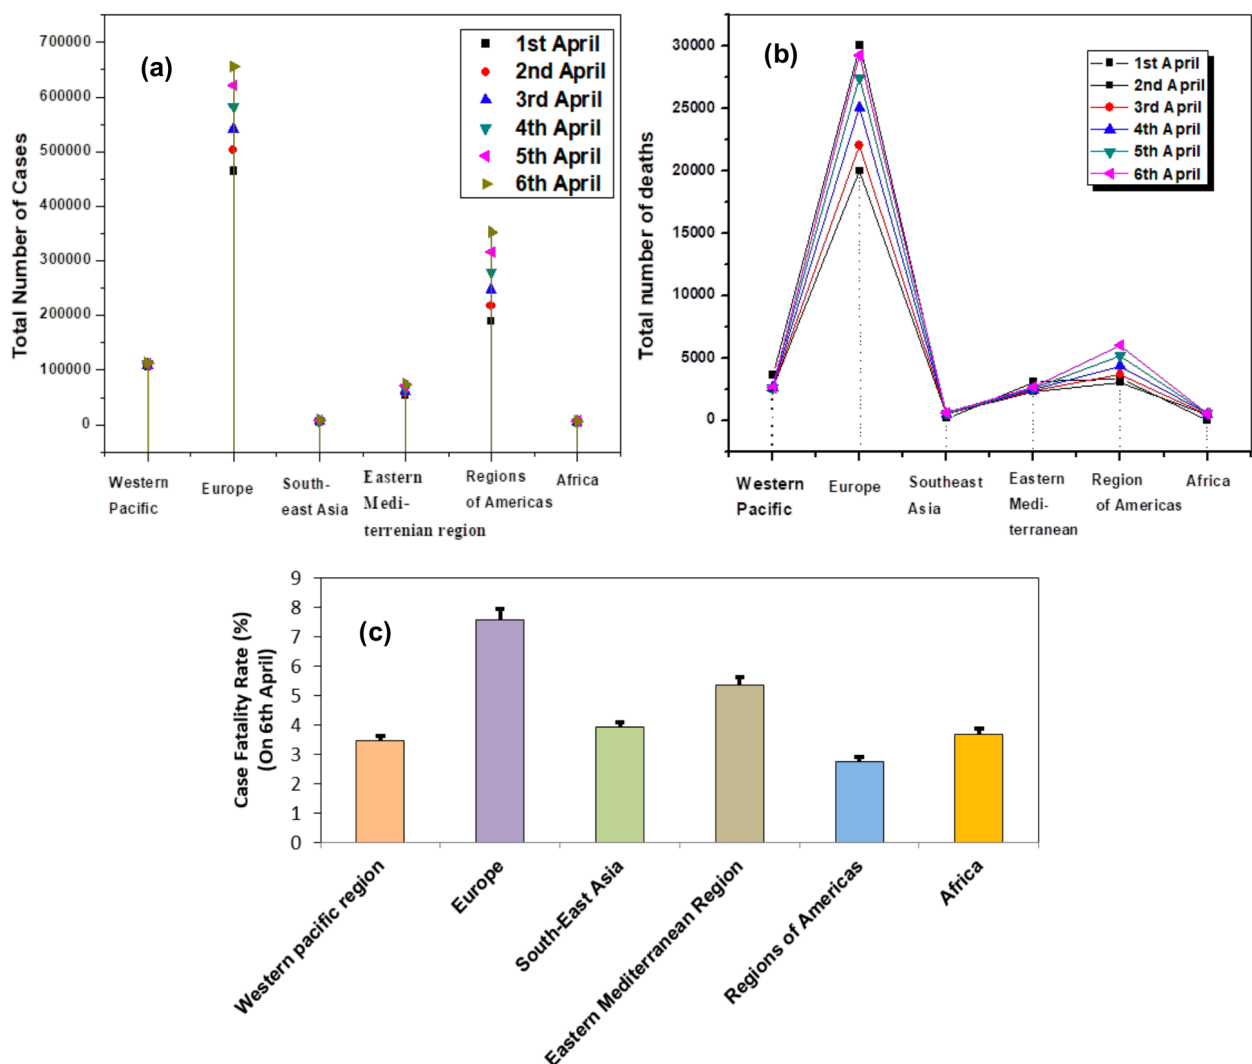 (a)
Total Number of Cases
700000
600000
500000
400000
300000
200000
100000
0
1st April
2nd April
3rd April
4th April
5th April
6th April
Western
Pacific
Europe
South-
east Asia
Eastern
Medi-
terrenian region
Regions
of Americas
Africa
(b)
Total number of deaths
30000
25000
20000
15000
10000
5000
0
1st April
2nd April
3rd April
4th April
5th April
6th April
Western
Pacific
Europe
Southeast
Asia
Eastern
Medi-
terranean
Region
of Americas
Africa
(c)
Case Fatality Rate (%)
(On 6th April)
9
8
7
6
5
4
3
2
1
0
Western pacific region
Europe
South-East Asia
Eastern Mediterranean Region
Regions of Americas
Africa